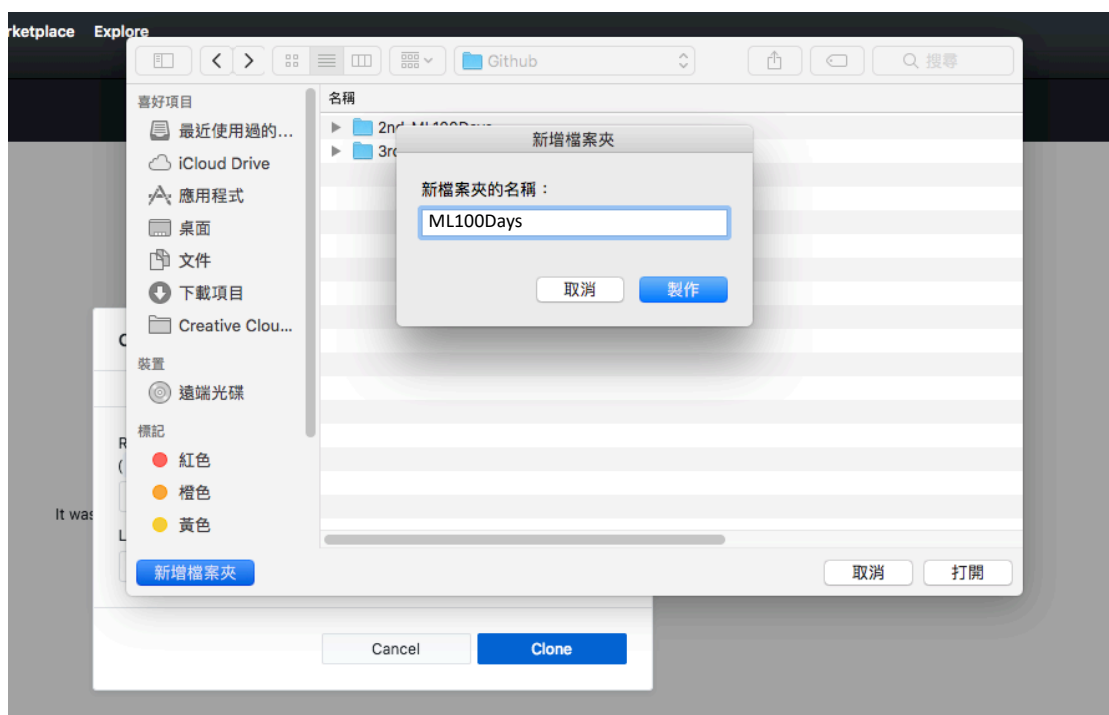 rketplace Explore
Github
搜尋
喜好項目
名稱
最近使用過的...
2nd-ML100Days
3rd
iCloud Drive
新增檔案夾
應用程式
新檔案夾的名稱：
桌面
ML100Days
文件
下載項目
取消 製作
Creative Clou...
裝置
遠端光碟
標記
紅色
橙色
黃色
It was
新增檔案夾
取消 打開
Cancel Clone